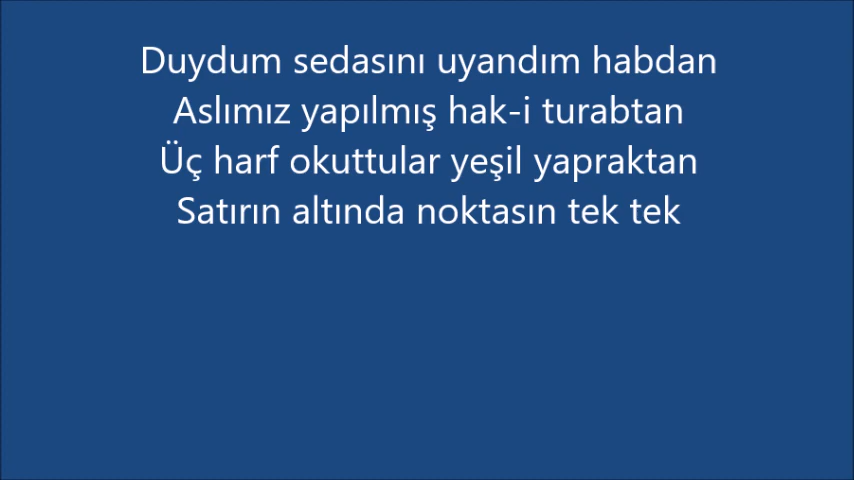 Duydum sedasını uyandım habdan
Aslımız yapılmış hak-i turabtan
Üç harf okuttular yeşil yapraktan
Satırın altında noktasın tek tek